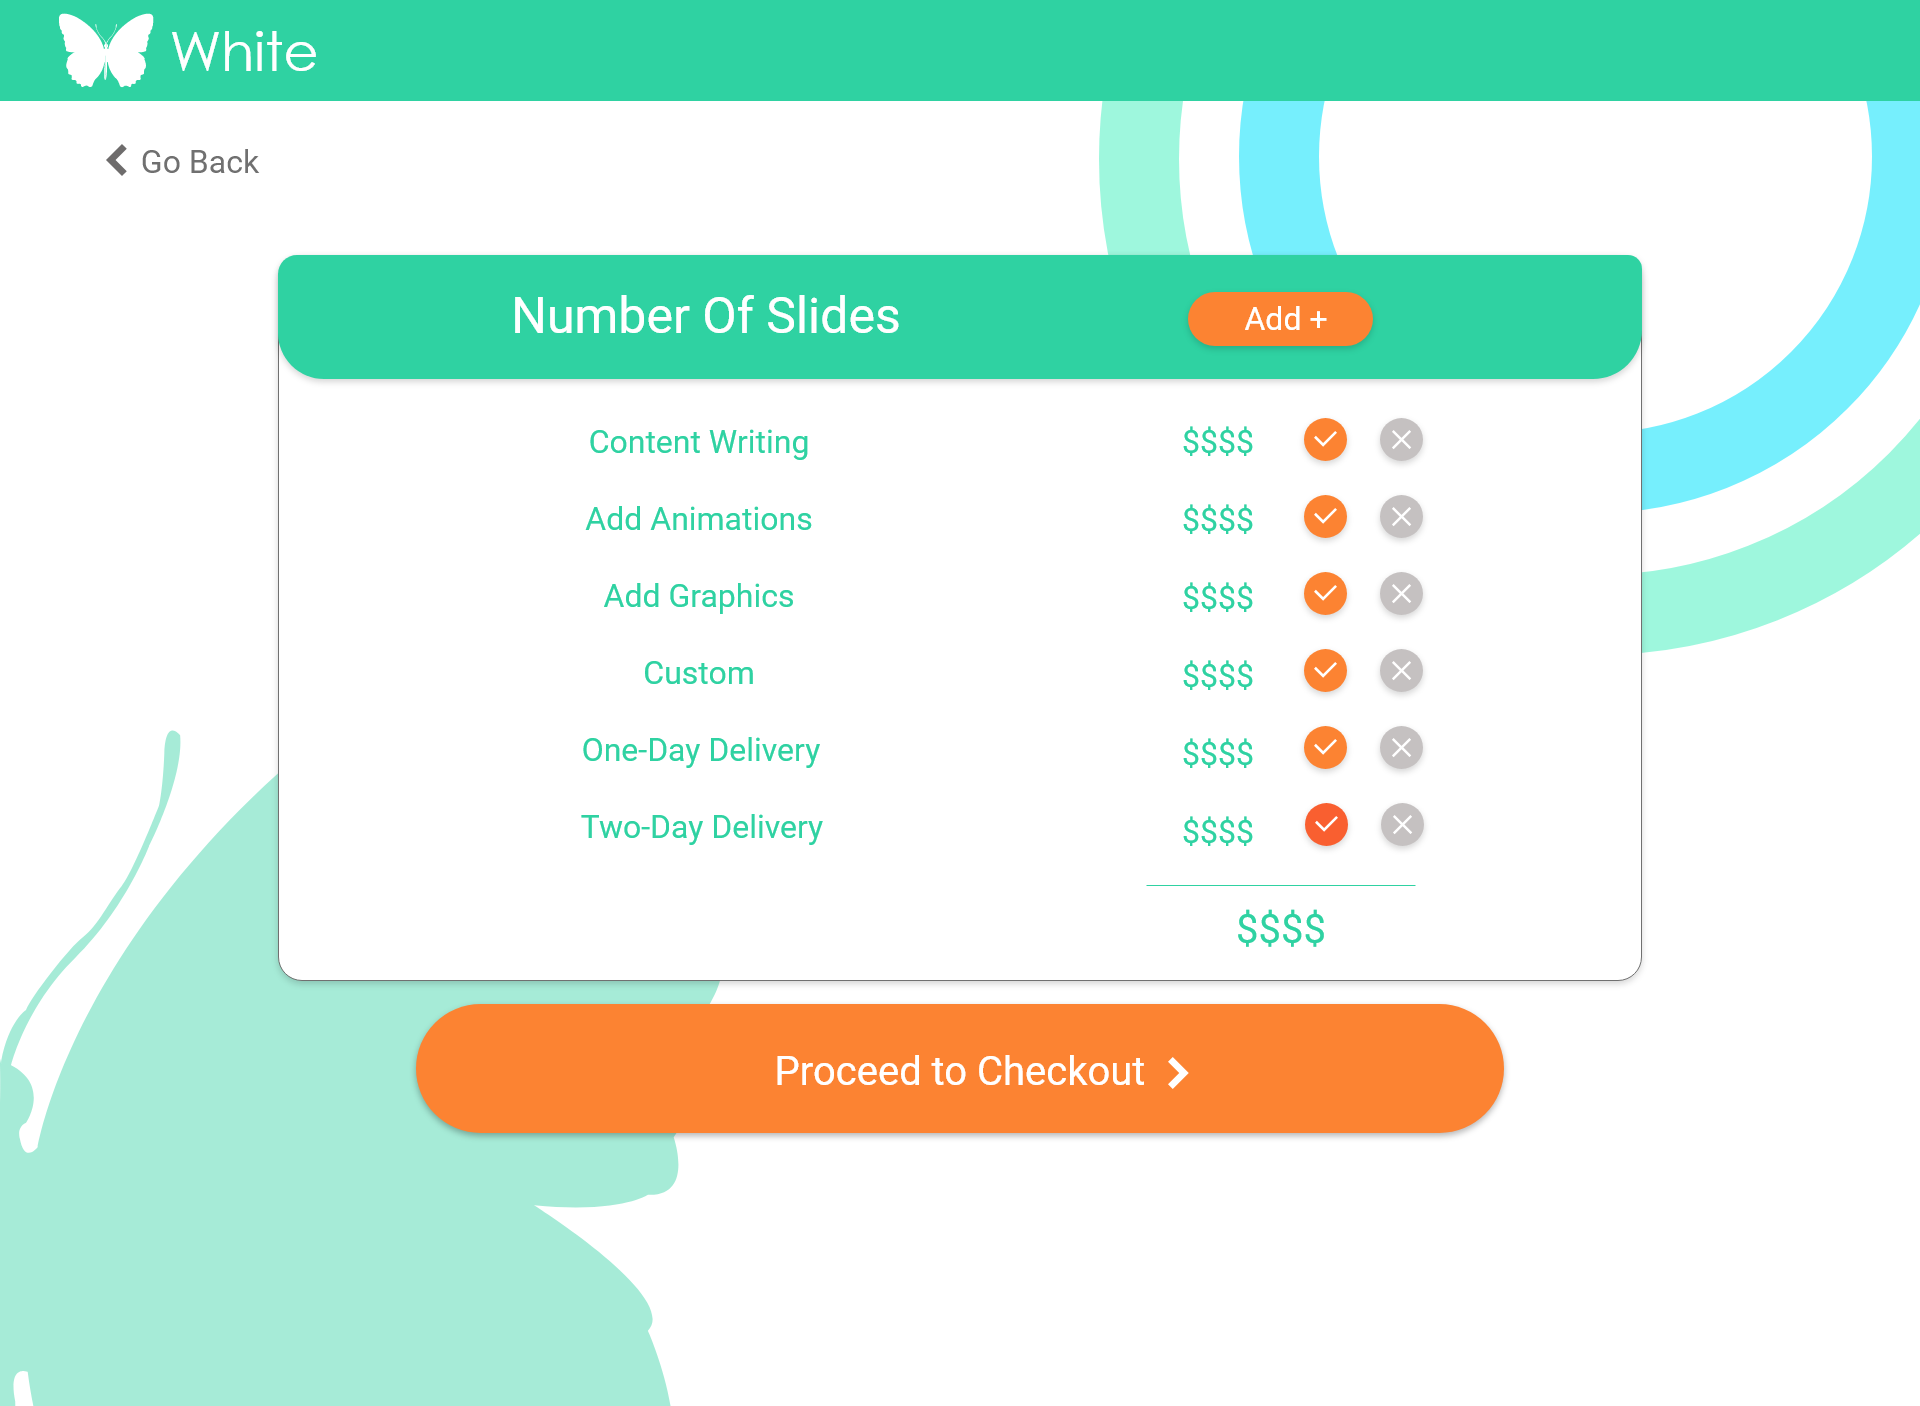 White
Go Back
Number Of Slides
Add +
Content Writing $$$$
Add Animations $$$$
Add Graphics $$$$
Custom $$$$
One-Day Delivery $$$$
Two-Day Delivery $$$$
$$$$
Proceed to Checkout